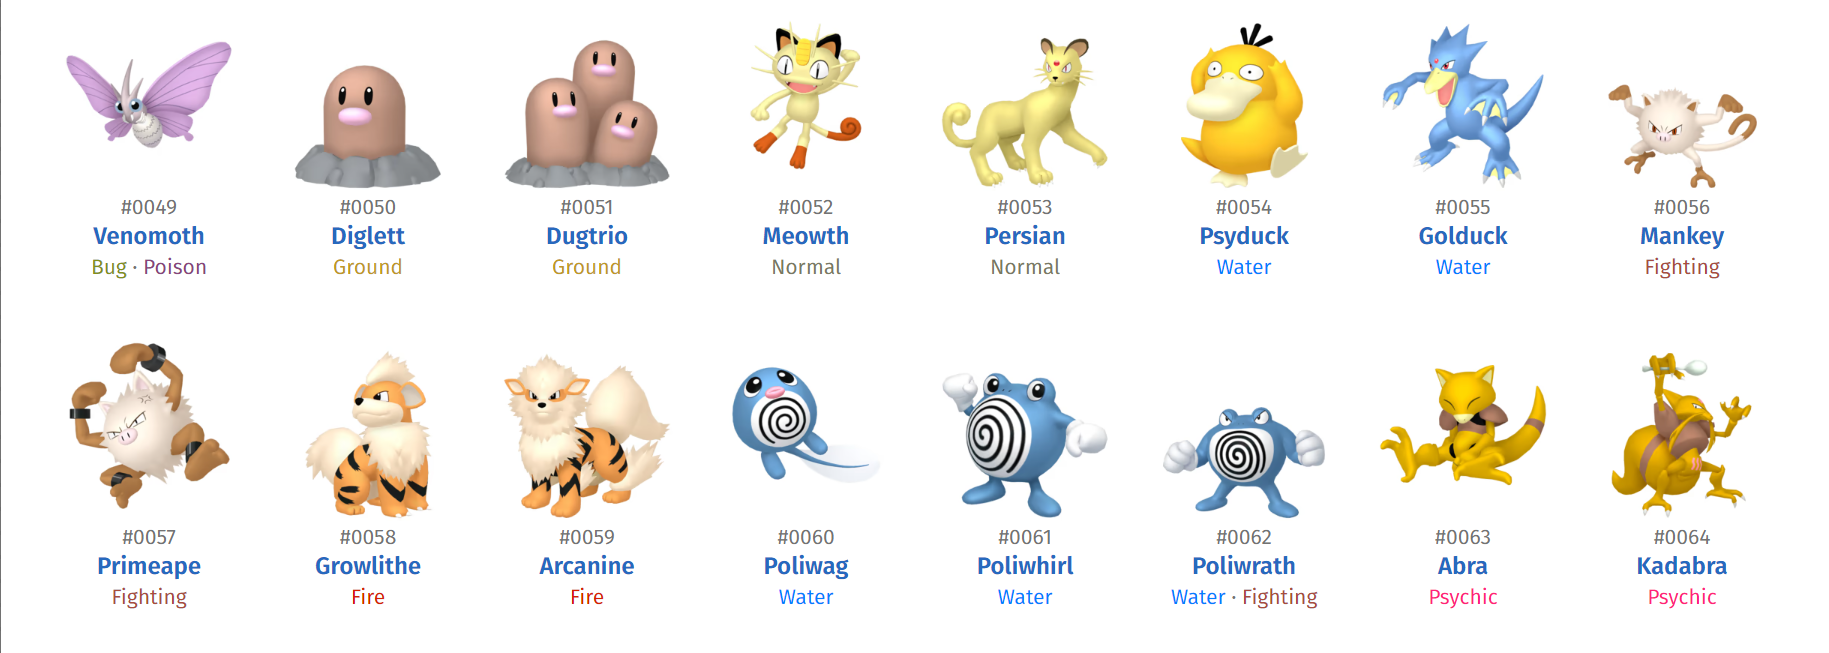 #0049 #0050 #0051 #0052 #0053 #0054 #0055 #0056
Venomoth Diglett Dugtrio Meowth Persian Psyduck Golduck Mankey
Bug · Poison Ground Ground Normal Normal Water Water Fighting
#0057 #0058 #0059 #0060 #0061 #0062 #0063 #0064
Primeape Growlithe Arcanine Poliwag Poliwhirl Poliwrath Abra Kadabra
Fighting Fire Fire Water Water Water · Fighting Psychic Psychic